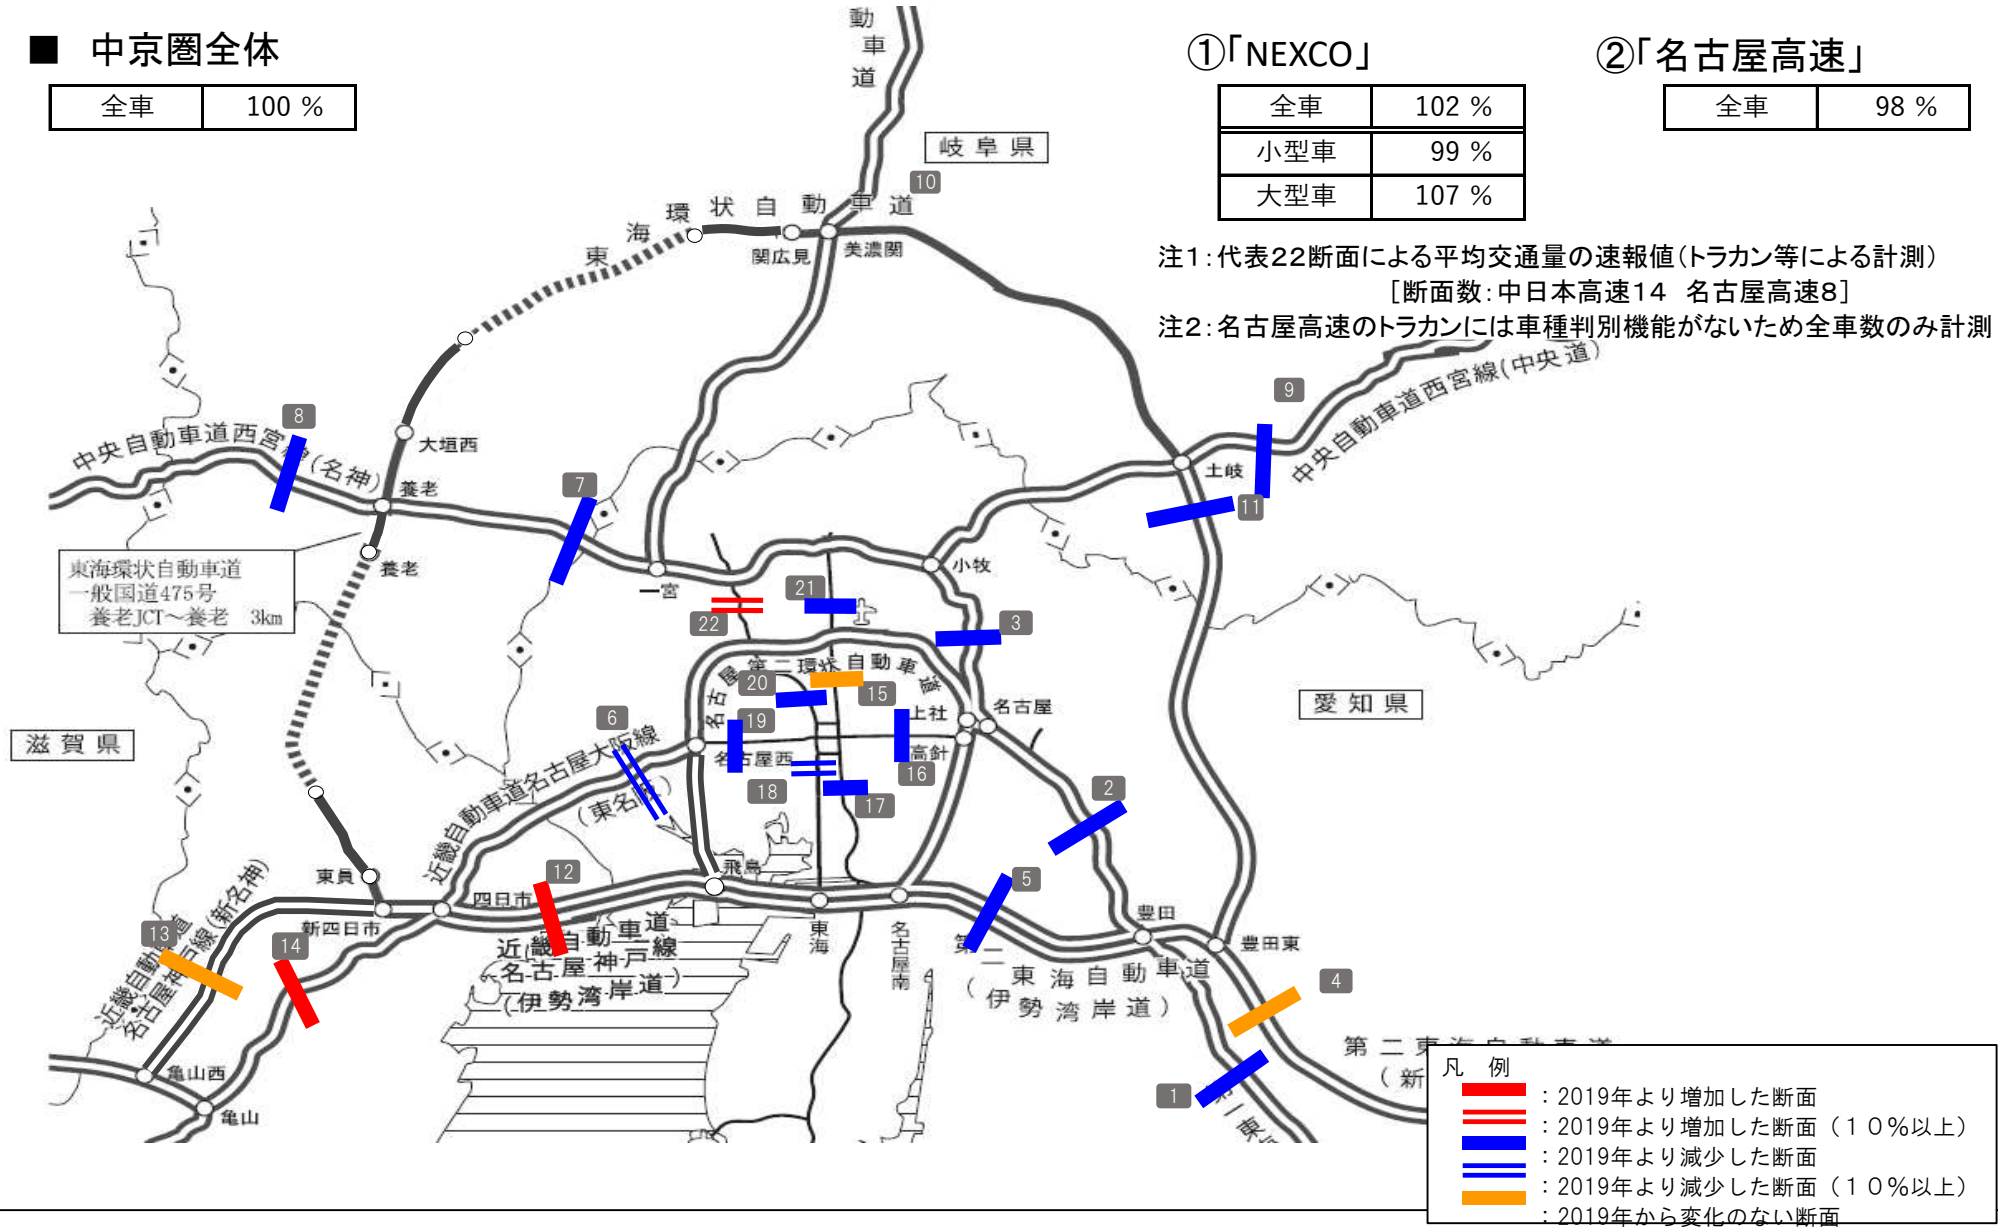 ■ 中京圏全体
全車 100 %
①「NEXCO」
全車 102 %
小型車 99 %
大型車 107 %
②「名古屋高速」
全車 98 %
注1：代表22断面による平均交通量の速報値（トラカン等による計測）
［断面数：中日本高速14 名古屋高速8］
注2：名古屋高速のトラカンには車種判別機能がないため全車数のみ計測
動車道
岐阜県
10
東海環状自動車道
関広見
美濃関
9
中央自動車道西宮線(中央道)
8
中央自動車道西宮線(名神)
大垣西
養老
7
土岐
11
養老
東海環状自動車道
一般国道475号
養老JCT～養老 3km
一宮
小牧
21
22
3
名古屋第二環状自動車道
20
15
19
上社
名古屋
愛知県
滋賀県
6
近畿自動車道名古屋大阪線
(東名阪)
名古屋西
高針
16
18
17
2
飛島
東員
12
5
四日市
新四日市
13
14
近畿自動車道
名古屋神戸線(新名神)
近畿自動車道
名古屋神戸線
(伊勢湾岸道)
東海
名古屋南
豊田
豊田東
第二東海自動車道
(伊勢湾岸道)
4
亀山西
亀山
1
第二東海自動車道
(新
第一東
凡 例
：2019年より増加した断面
：2019年より増加した断面（１０％以上）
：2019年より減少した断面
：2019年より減少した断面（１０％以上）
：2019年から変化のない断面